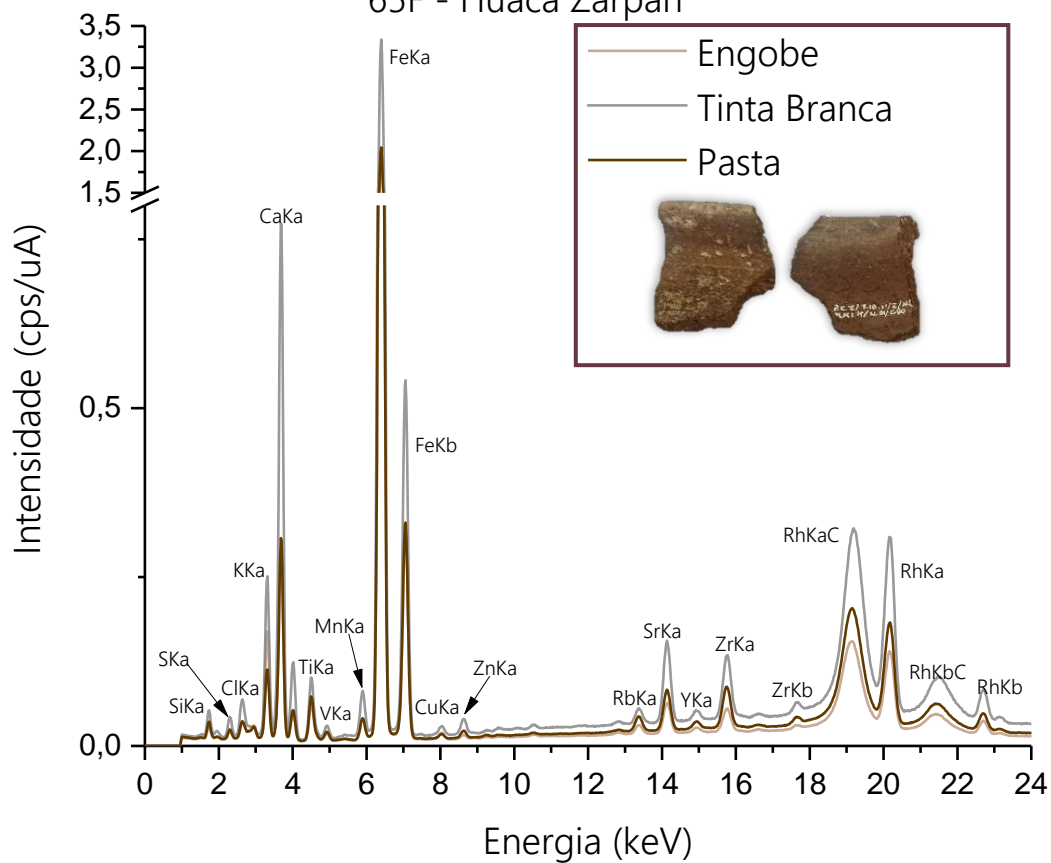 65F - Huaca Zarpan
Intensidade (cps/uA)
3,5
3,0
2,5
2,0
1,5
0,5
0,0
Engobe
Tinta Branca
Pasta
FeKa
CaKa
FeKb
KKa
MnKa
SKa
ClKa
SiKa
TiKa
VKa
CuKa
ZnKa
SrKa
ZrKa
RbKa
YKa
ZrKb
RhKaC
RhKa
RhKbC
RhKb
0 2 4 6 8 10 12 14 16 18 20 22 24
Energia (keV)